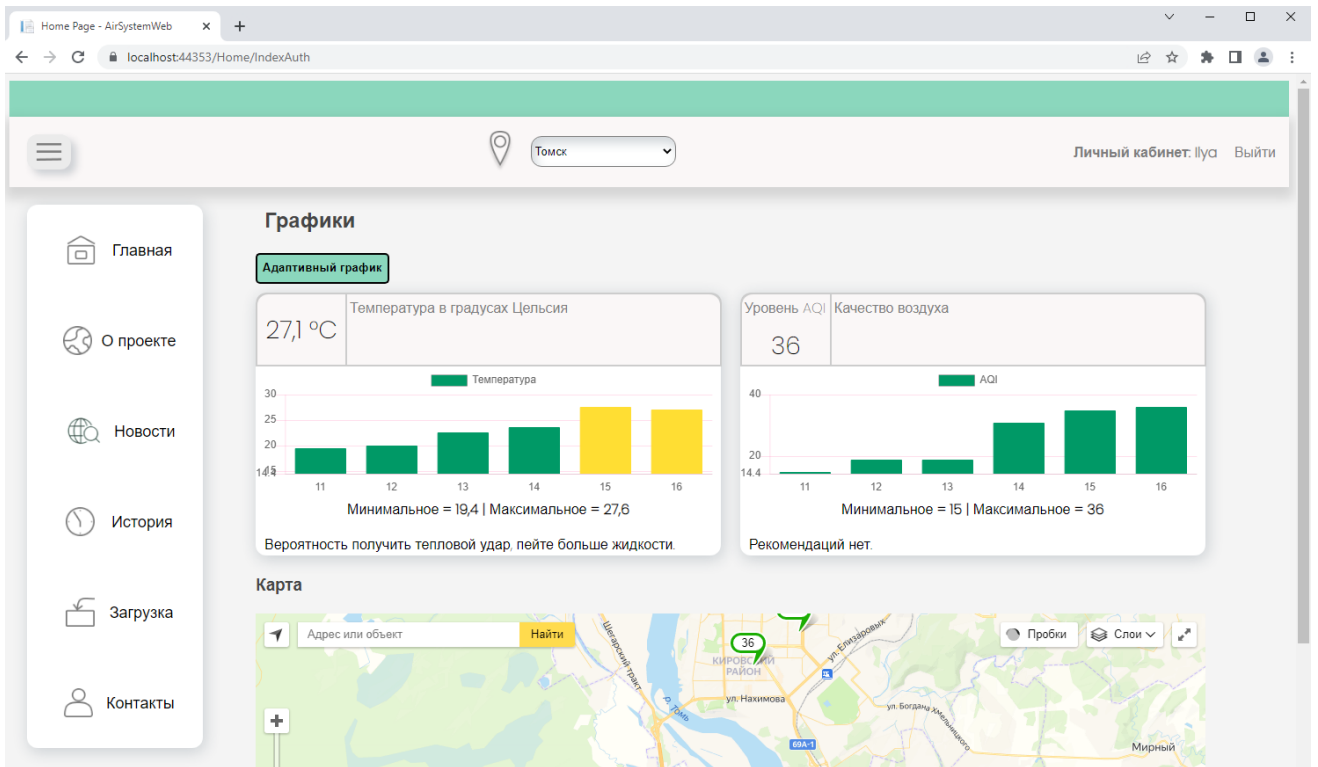 Home Page - AirSystemWeb
localhost:44353/Home/IndexAuth
Томск
Личный кабинет: Ilya Выйти
Главная
О проекте
Новости
История
Загрузка
Контакты
Графики
Адаптивный график
27,1 °C
Температура в градусах Цельсия
Температура
30
25
20
15
14.4
11 12 13 14 15 16
Минимальное = 19,4 | Максимальное = 27,6
Вероятность получить тепловой удар, пейте больше жидкости.
Уровень AQI
36
Качество воздуха
AQI
40
20
14.4
11 12 13 14 15 16
Минимальное = 15 | Максимальное = 36
Рекомендаций нет.
Карта
Адрес или объект
Найти
Пробки
Слои
36
КИРОВСКИЙ
РАЙОН
Шегарский тракт
р. Томь
ул. Елизаровых
ул. Нахимова
ул. Богдана Хмельницкого
69А-1
Мирный